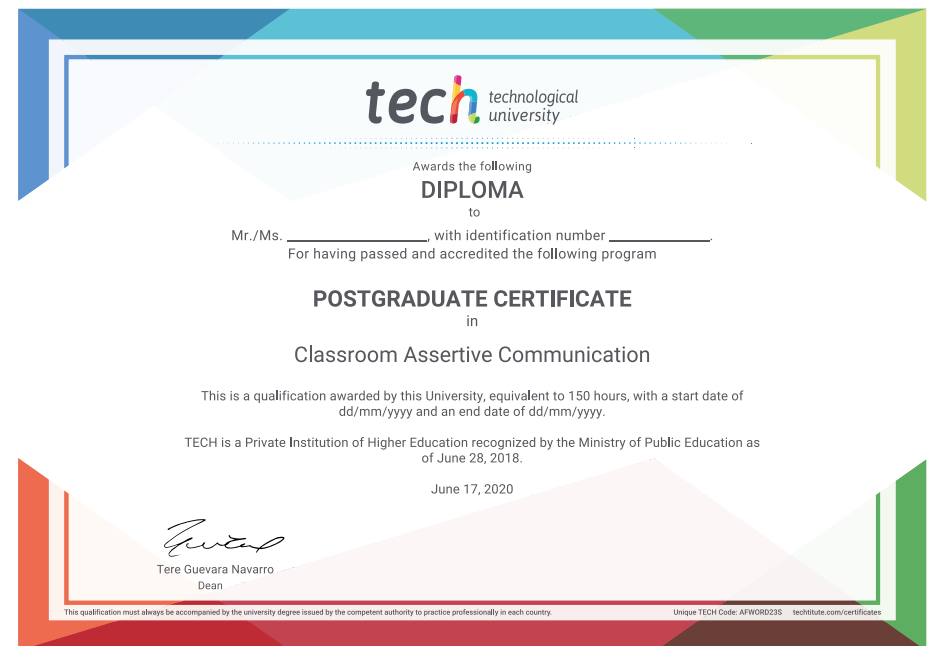 tech technological
university
Awards the following
DIPLOMA
to
Mr./Ms. ____________________, with identification number ______________.
For having passed and accredited the following program
POSTGRADUATE CERTIFICATE
in
Classroom Assertive Communication
This is a qualification awarded by this University, equivalent to 150 hours, with a start date of
dd/mm/yyyy and an end date of dd/mm/yyyy.
TECH is a Private Institution of Higher Education recognized by the Ministry of Public Education as
of June 28, 2018.
June 17, 2020
Tere Guevara Navarro
Dean
This qualification must always be accompanied by the university degree issued by the competent authority to practice professionally in each country. Unique TECH Code: AFWORD23S techtitute.com/certificates